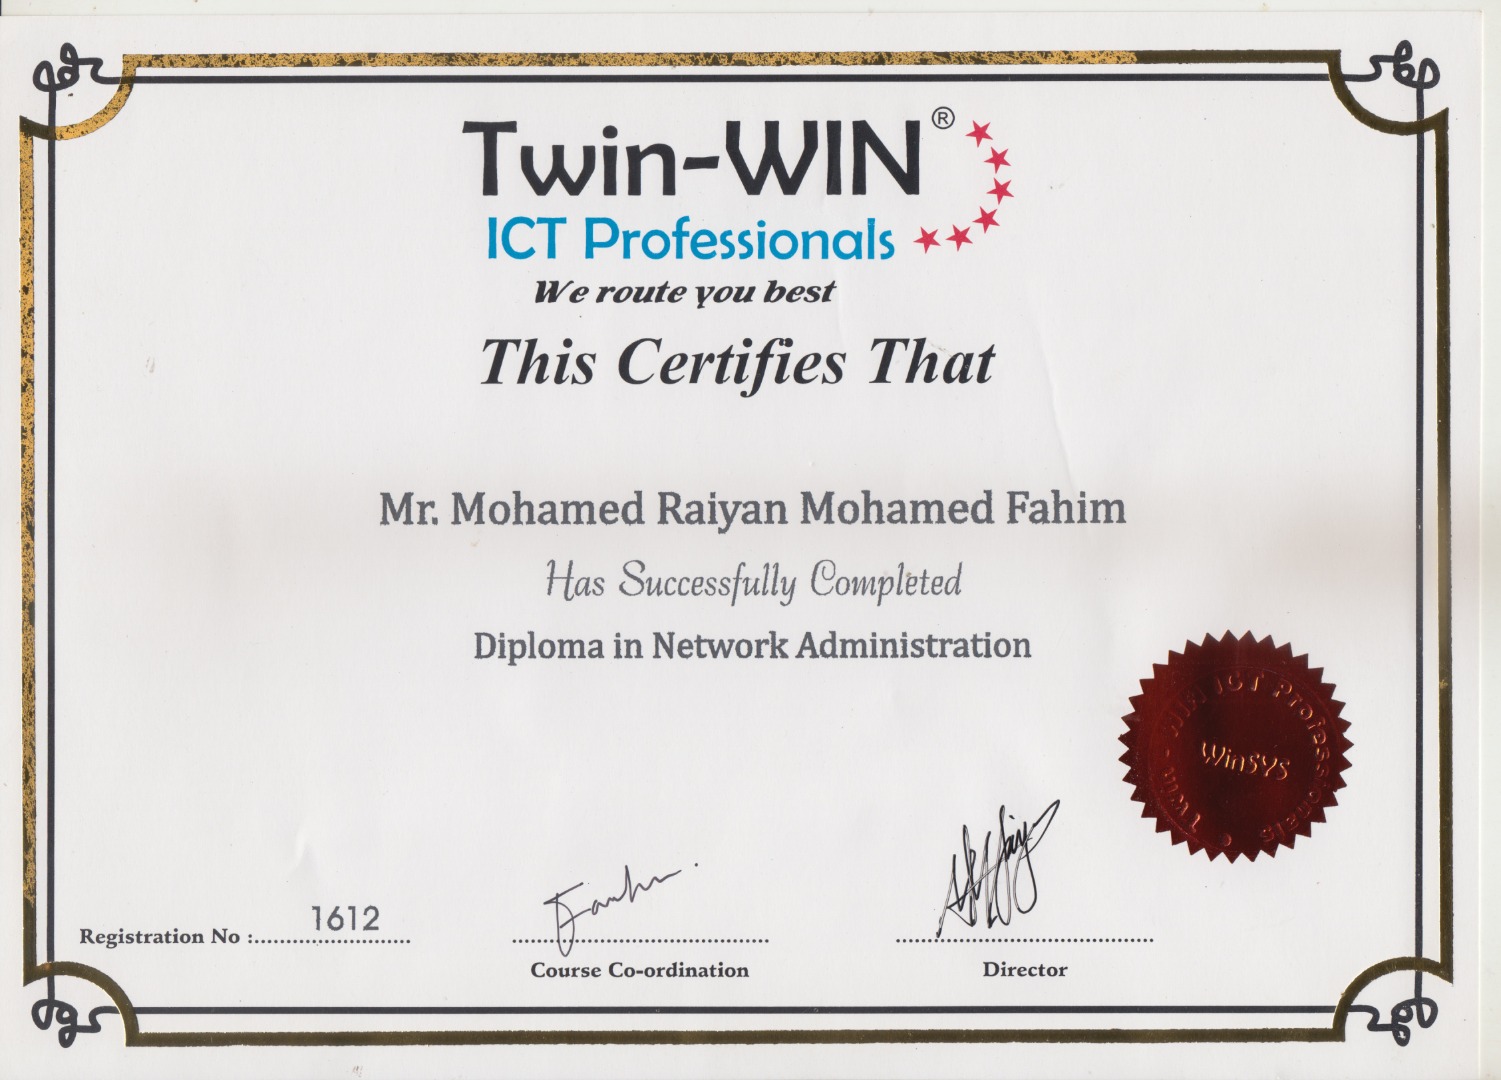 Twin-WIN®
ICT Professionals
We route you best
This Certifies That
Mr. Mohamed Raiyan Mohamed Fahim
Has Successfully Completed
Diploma in Network Administration
Twin - WIN ICT Professionals
WinSYS
Registration No :.............................. 1612
Course Co-ordination
Director